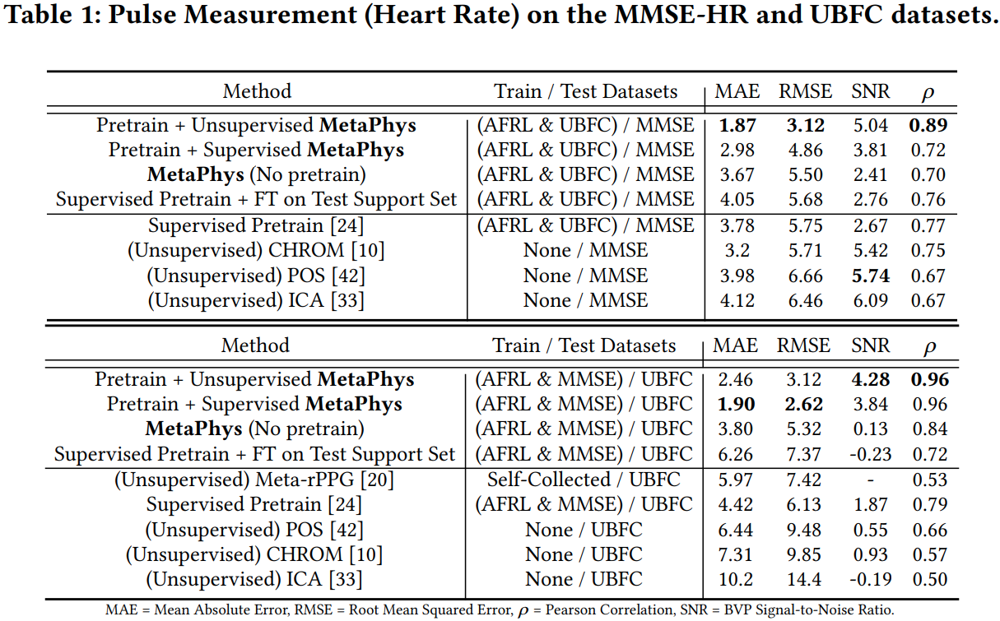 Table 1: Pulse Measurement (Heart Rate) on the MMSE-HR and UBFC datasets.
Method Train / Test Datasets MAE RMSE SNR ρ
Pretrain + Unsupervised MetaPhys (AFRL & UBFC) / MMSE 1.87 3.12 5.04 0.89
Pretrain + Supervised MetaPhys (AFRL & UBFC) / MMSE 2.98 4.86 3.81 0.72
MetaPhys (No pretrain) (AFRL & UBFC) / MMSE 3.67 5.50 2.41 0.70
Supervised Pretrain + FT on Test Support Set (AFRL & UBFC) / MMSE 4.05 5.68 2.76 0.76
Supervised Pretrain [24] (AFRL & UBFC) / MMSE 3.78 5.75 2.67 0.77
(Unsupervised) CHROM [10] None / MMSE 3.2 5.71 5.42 0.75
(Unsupervised) POS [42] None / MMSE 3.98 6.66 5.74 0.67
(Unsupervised) ICA [33] None / MMSE 4.12 6.46 6.09 0.67
Method Train / Test Datasets MAE RMSE SNR ρ
Pretrain + Unsupervised MetaPhys (AFRL & MMSE) / UBFC 2.46 3.12 4.28 0.96
Pretrain + Supervised MetaPhys (AFRL & MMSE) / UBFC 1.90 2.62 3.84 0.96
MetaPhys (No pretrain) (AFRL & MMSE) / UBFC 3.80 5.32 0.13 0.84
Supervised Pretrain + FT on Test Support Set (AFRL & MMSE) / UBFC 6.26 7.37 -0.23 0.72
(Unsupervised) Meta-rPPG [20] Self-Collected / UBFC 5.97 7.42 - 0.53
Supervised Pretrain [24] (AFRL & MMSE) / UBFC 4.42 6.13 1.87 0.79
(Unsupervised) POS [42] None / UBFC 6.44 9.48 0.55 0.66
(Unsupervised) CHROM [10] None / UBFC 7.31 9.85 0.93 0.57
(Unsupervised) ICA [33] None / UBFC 10.2 14.4 -0.19 0.50
MAE = Mean Absolute Error, RMSE = Root Mean Squared Error, ρ = Pearson Correlation, SNR = BVP Signal-to-Noise Ratio.